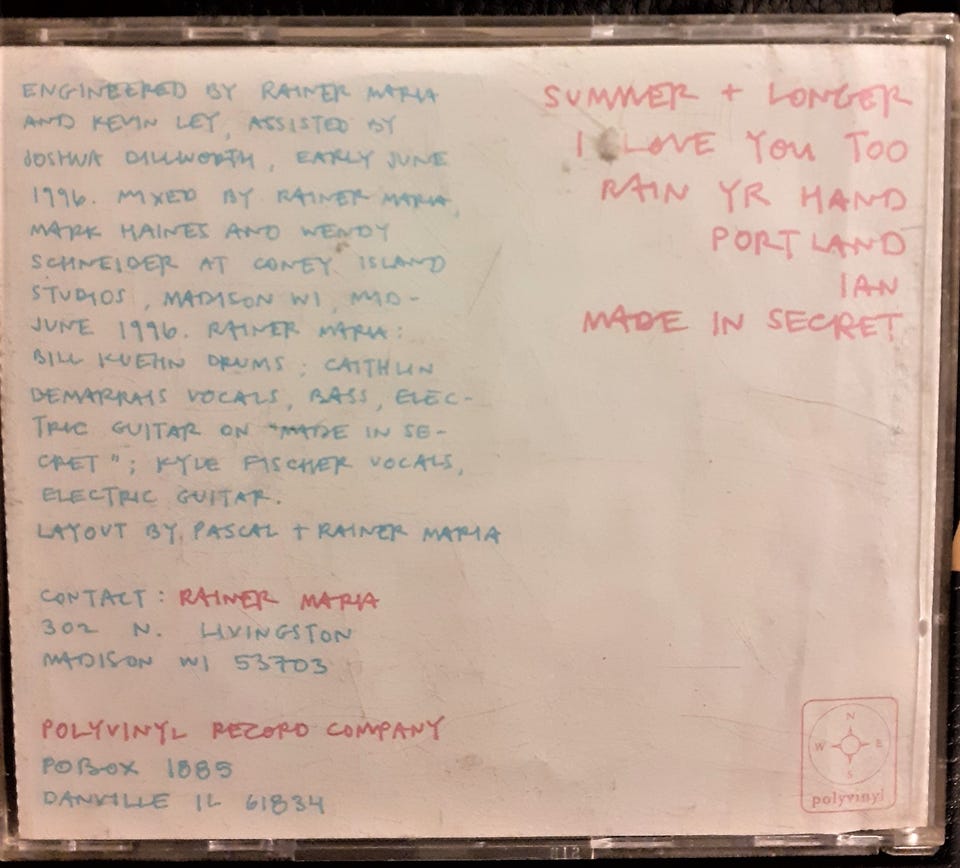 ENGINEERED BY RAINER MARIA
AND KEVIN LEY, ASSISTED BY
JOSHUA DILLWORTH, EARLY JUNE
1996. MIXED BY RAINER MARIA,
MARK HAINES AND WENDY
SCHNEIDER AT CONEY ISLAND
STUDIOS, MADISON WI, MID-
JUNE 1996. RAINER MARIA:
BILL KUEHN DRUMS; CAITHLIN
DEMARRAIS VOCALS, BASS, ELEC-
TRIC GUITAR ON "MADE IN SE-
CRET"; KYLE FISCHER VOCALS,
ELECTRIC GUITAR.
LAYOUT BY PASCAL + RAINER MARIA
CONTACT: RAINER MARIA
302 N. LIVINGSTON
MADISON WI 53703
POLYVINYL RECORD COMPANY
POBOX 1885
DANVILLE IL 61834
SUMMER + LONGER
I LOVE YOU TOO
RAIN YR HAND
PORTLAND
IAN
MADE IN SECRET
N
W E
S
polyvinyl